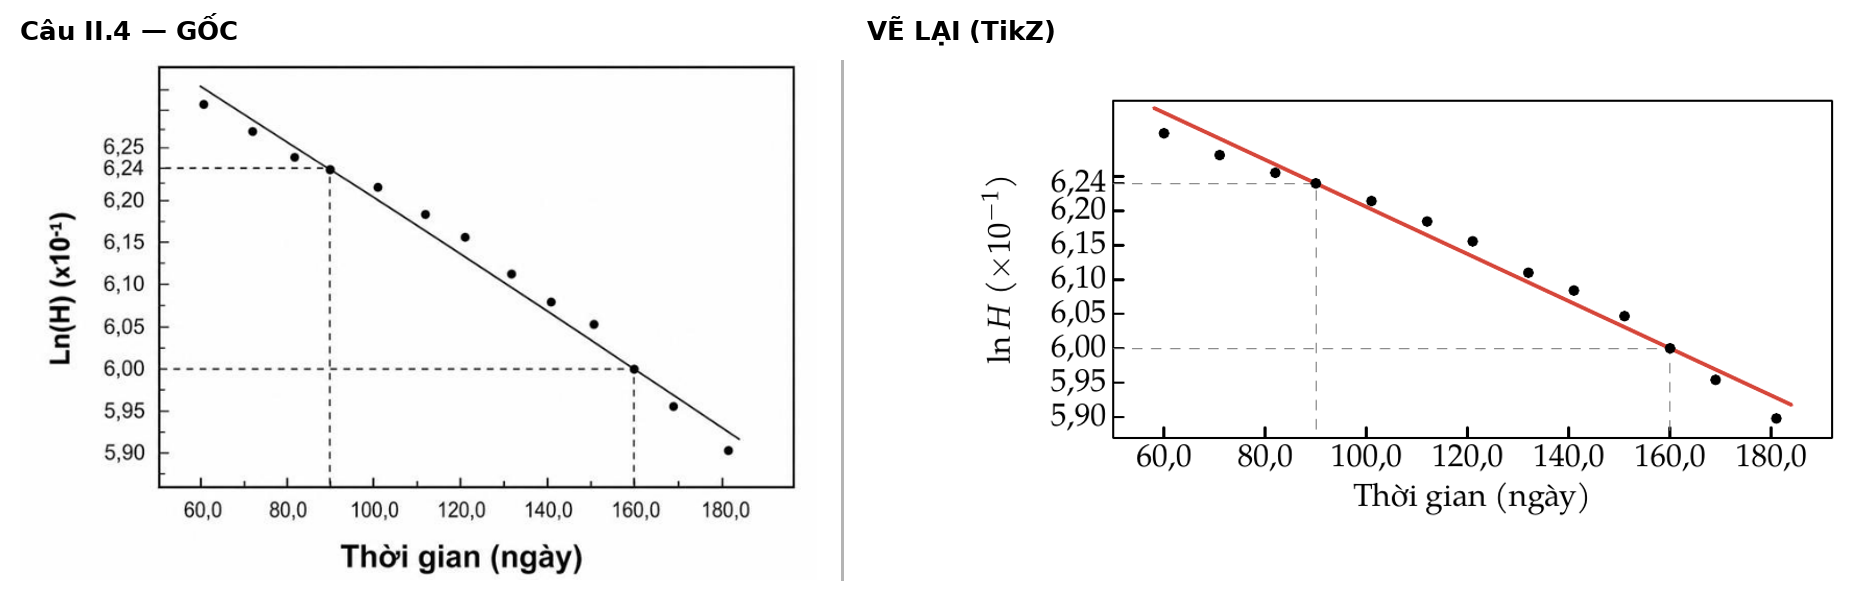 Câu II.4 — GỐC
6,25
6,24
6,20
6,15
6,10
6,05
6,00
5,95
5,90
Ln(H) (x10⁻¹)
60,0 80,0 100,0 120,0 140,0 160,0 180,0
Thời gian (ngày)
VẼ LẠI (TikZ)
6,24
6,20
6,15
6,10
6,05
6,00
5,95
5,90
ln H (×10⁻¹)
60,0 80,0 100,0 120,0 140,0 160,0 180,0
Thời gian (ngày)